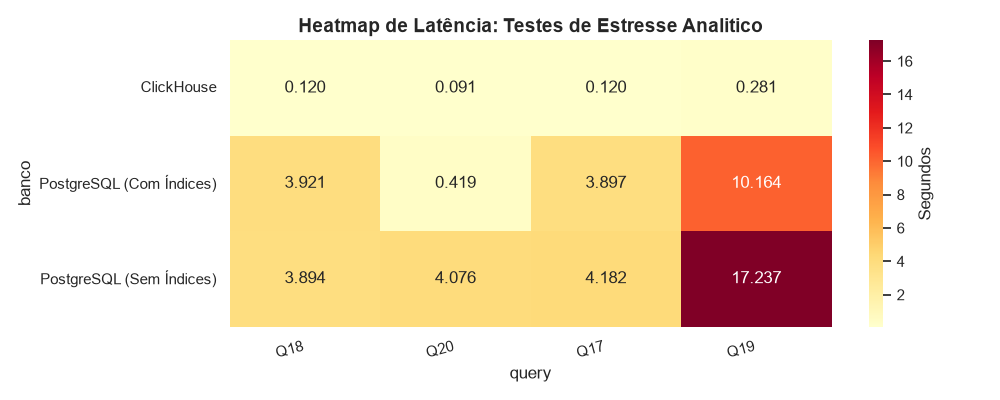 Heatmap de Latência: Testes de Estresse Analitico
ClickHouse 0.120 0.091 0.120 0.281
PostgreSQL (Com Índices) 3.921 0.419 3.897 10.164
PostgreSQL (Sem Índices) 3.894 4.076 4.182 17.237
banco
Q18 Q20 Q17 Q19
query
16
14
12
10
8
6
4
2
Segundos